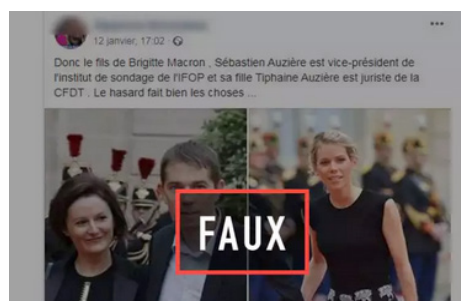 12 janvier, 17:02
Donc le fils de Brigitte Macron , Sébastien Auzière est vice-président de
l'institut de sondage de l'IFOP et sa fille Tiphaine Auzière est juriste de la
CFDT . Le hasard fait bien les choses ...
FAUX